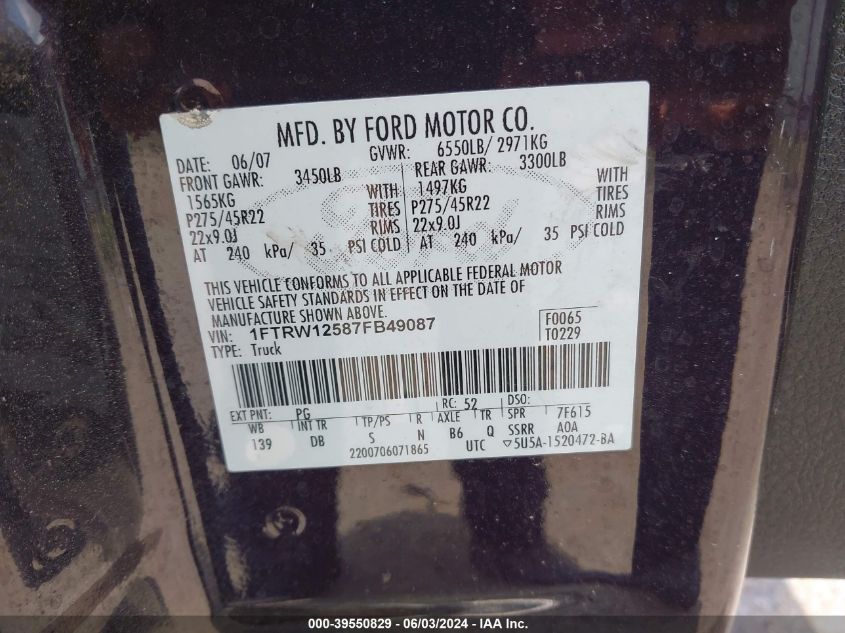 MFD. BY FORD MOTOR CO.
DATE: 06/07 GVWR: 6550LB/ 2971KG
FRONT GAWR: 3450LB REAR GAWR: 3300LB
1565KG WITH 1497KG WITH
P275/45R22 TIRES P275/45R22 TIRES
22x9.0J RIMS 22x9.0J RIMS
AT 240 kPa/ 35 PSI COLD AT 240 kPa/ 35 PSI COLD
THIS VEHICLE CONFORMS TO ALL APPLICABLE FEDERAL MOTOR
VEHICLE SAFETY STANDARDS IN EFFECT ON THE DATE OF
MANUFACTURE SHOWN ABOVE.
VIN: 1FTRW12587FB49087 F0065
TYPE: Truck T0229
EXT PNT: PG RC: 52 DSO:
WB INT TR TP/PS R AXLE TR SPR 7F615
139 DB S N B6 Q SSRR AOA
2200706071865 UTC ▽5U5A-1520472-BA
000-39550829 - 06/03/2024 - IAAI.com.